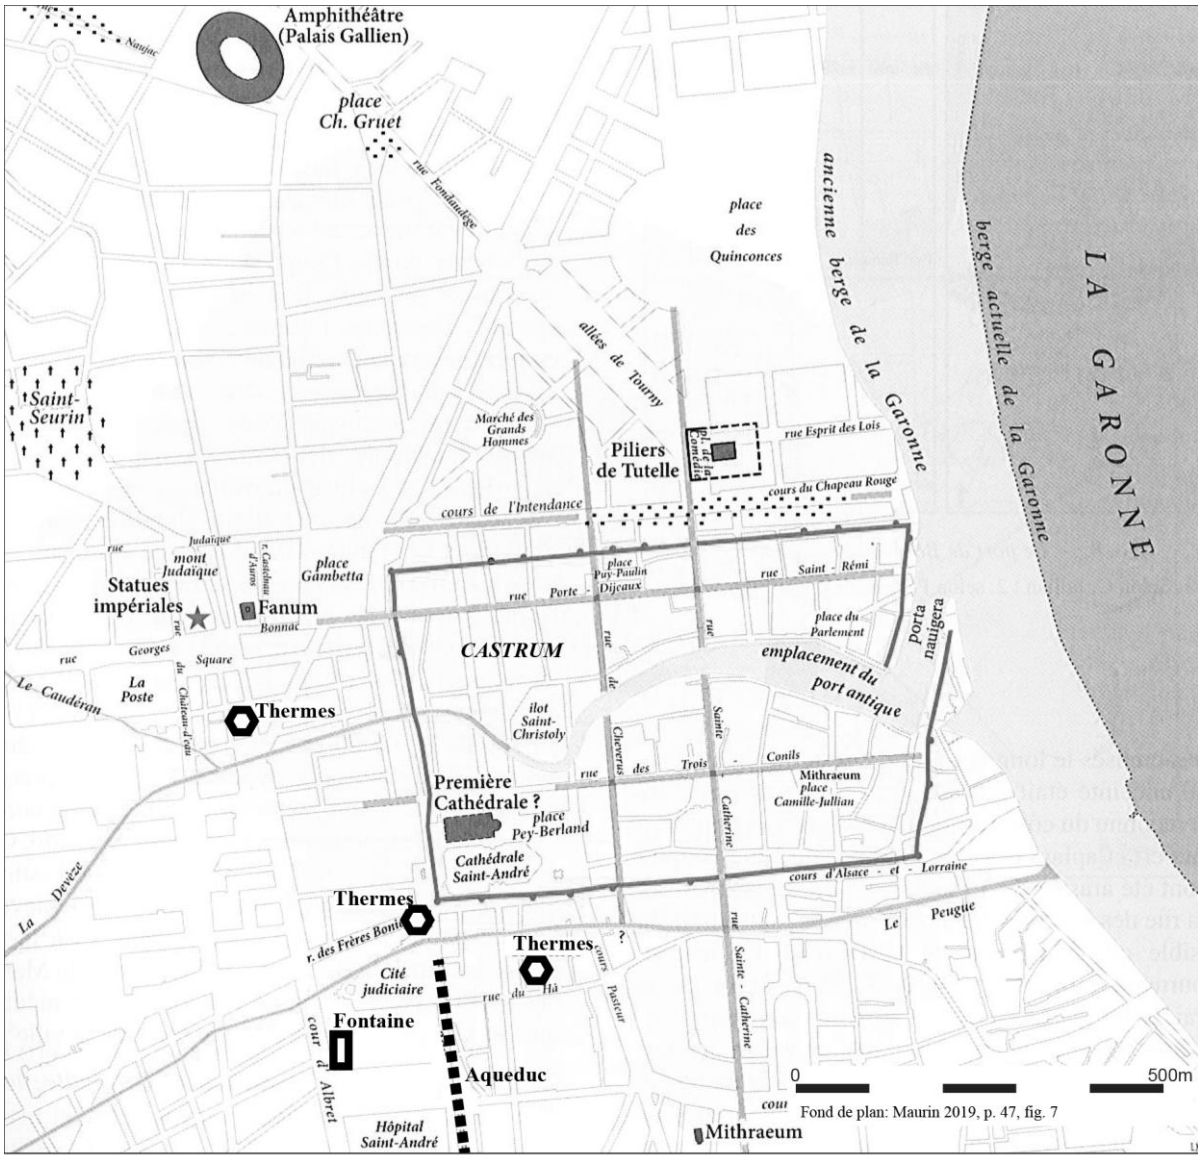 Amphithéâtre
(Palais Gallien)
rue
Naujac
place
Ch. Gruet
rue Fondaudège
ancienne berge de la Garonne
berge actuelle de la Garonne
LA GARONNE
place
des
Quinconces
allées de Tourny
Saint-
Seurin
Marché des
Grands
Hommes
Piliers
de Tutelle
pl. de la
Comédie
rue Esprit des Lois
cours de l'Intendance
cours du Chapeau Rouge
rue
Judaïque
mont
Judaïque
r. Castelnau
d'Auros
place
Gambetta
place
Puy-Paulin
rue Saint - Rémi
rue Porte - Dijeaux
Statues
impériales
Fanum
Bonnac
rue
Georges
Square
rue
du
Château-d'eau
La
Poste
CASTRUM
rue
de
Cheverus
rue
Sainte
Catherine
place du
Parlement
Porta
nauigera
emplacement du
port antique
Le Caudéran
Thermes
îlot
Saint-
Christoly
rue des Trois - Conils
Mithraeum
place
Camille-Jullian
Première
Cathédrale ?
place
Pey-Berland
Cathédrale
Saint-André
cours d'Alsace - et - Lorraine
La Devèze
Thermes
r. des Frères Bonie
Le Peugue
?
Thermes
rue
Sainte-Catherine
Cité
judiciaire
rue du Hâ
cours Pasteur
Fontaine
cour d' Albret
Aqueduc
0
500m
Fond de plan: Maurin 2019, p. 47, fig. 7
cou
Hôpital
Saint-André
Mithraeum